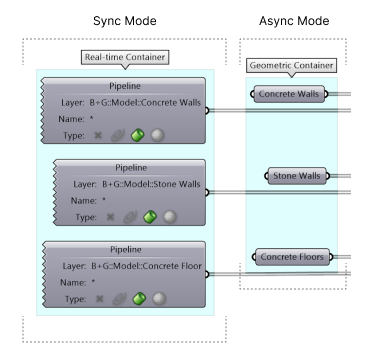 Sync Mode
Async Mode
Real-time Container
Geometric Container
Pipeline
Layer: B+G::Model::Concrete Walls
Name: *
Type:
Concrete Walls
Pipeline
Layer: B+G::Model::Stone Walls
Name: *
Type:
Stone Walls
Pipeline
Layer: B+G::Model::Concrete Floor
Name: *
Type:
Concrete Floors